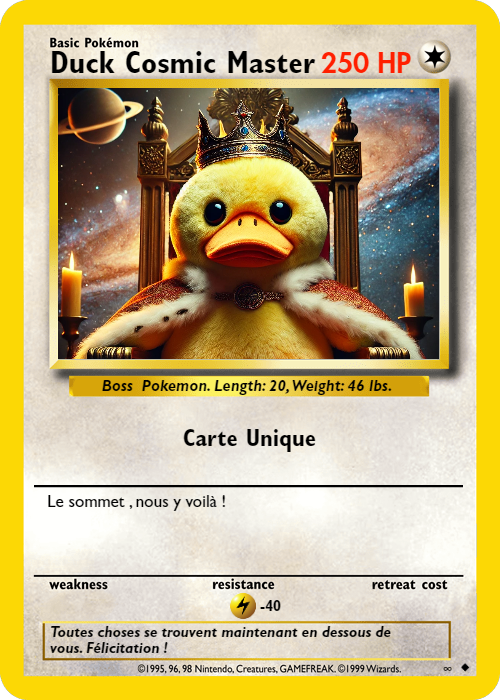 Basic Pokémon
Duck Cosmic Master 250 HP
Boss Pokemon. Length: 20, Weight: 46 lbs.
Carte Unique
Le sommet , nous y voilà !
weakness resistance retreat cost
-40
Toutes choses se trouvent maintenant en dessous de
vous. Félicitation !
©1995, 96, 98 Nintendo, Creatures, GAMEFREAK. ©1999 Wizards. ∞ ◆